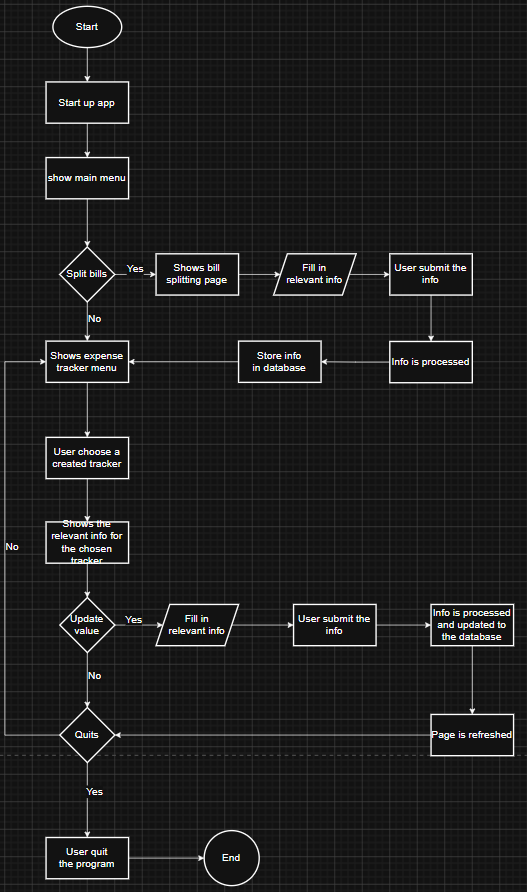 Start
Start up app
show main menu
Split bills
Yes
Shows bill
splitting page
Fill in
relevant info
User submit the
info
No
Shows expense
tracker menu
Store info
in database
Info is processed
User choose a
created tracker
Shows the
relevant info for
the chosen
tracker
No
Update
value
Yes
Fill in
relevant info
User submit the
info
Info is processed
and updated to
the database
No
Quits
Page is refreshed
Yes
User quit
the program
End